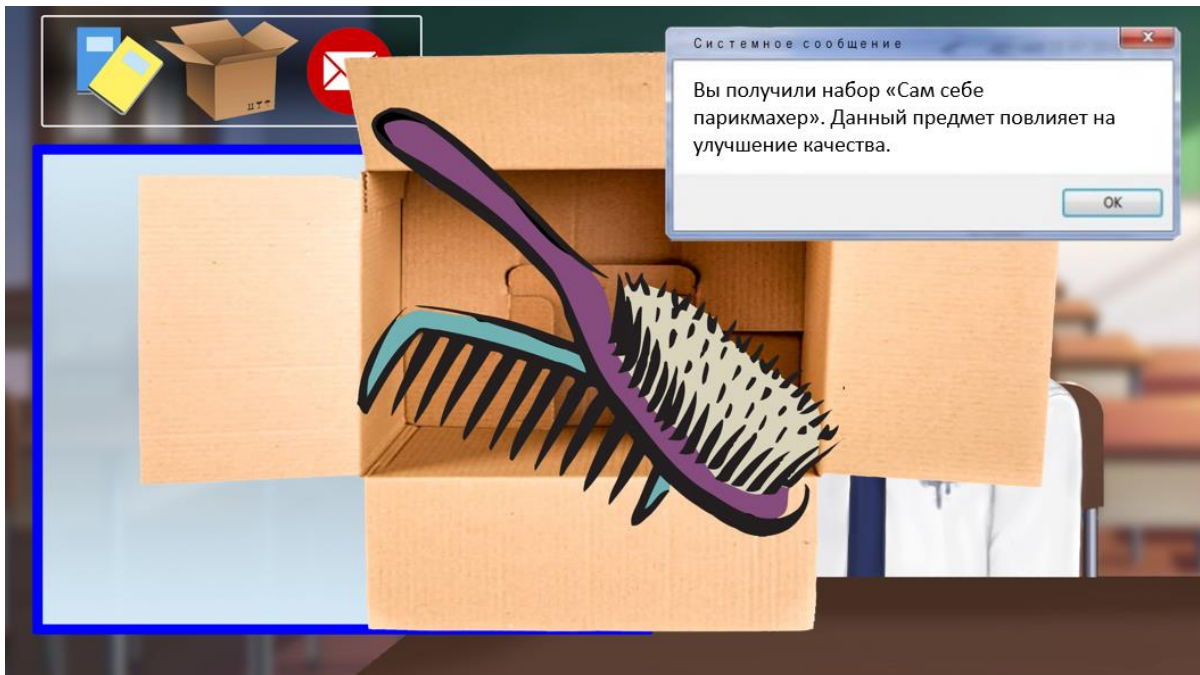 Системное сообщение
Вы получили набор «Сам себе
парикмахер». Данный предмет повлияет на
улучшение качества.
OK